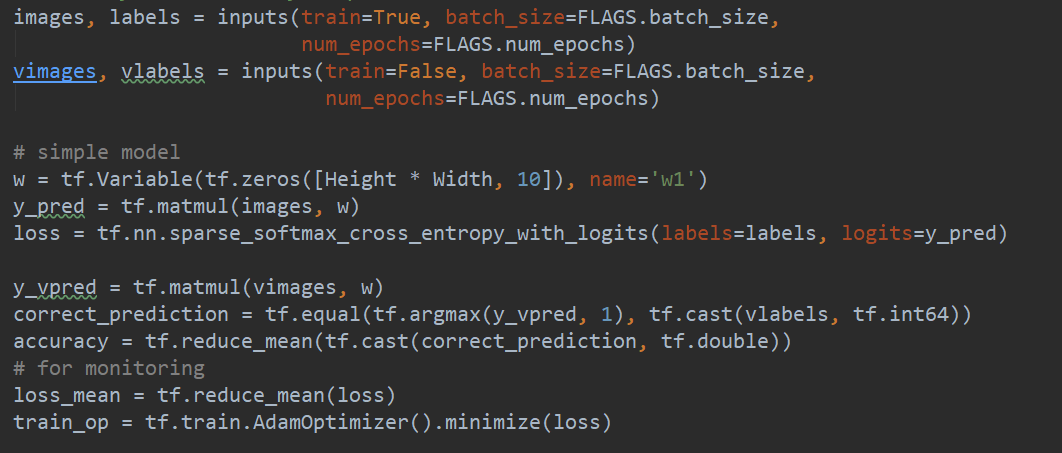 images, labels = inputs(train=True, batch_size=FLAGS.batch_size,
                        num_epochs=FLAGS.num_epochs)
vimages, vlabels = inputs(train=False, batch_size=FLAGS.batch_size,
                          num_epochs=FLAGS.num_epochs)

# simple model
w = tf.Variable(tf.zeros([Height * Width, 10]), name='w1')
y_pred = tf.matmul(images, w)
loss = tf.nn.sparse_softmax_cross_entropy_with_logits(labels=labels, logits=y_pred)

y_vpred = tf.matmul(vimages, w)
correct_prediction = tf.equal(tf.argmax(y_vpred, 1), tf.cast(vlabels, tf.int64))
accuracy = tf.reduce_mean(tf.cast(correct_prediction, tf.double))
# for monitoring
loss_mean = tf.reduce_mean(loss)
train_op = tf.train.AdamOptimizer().minimize(loss)